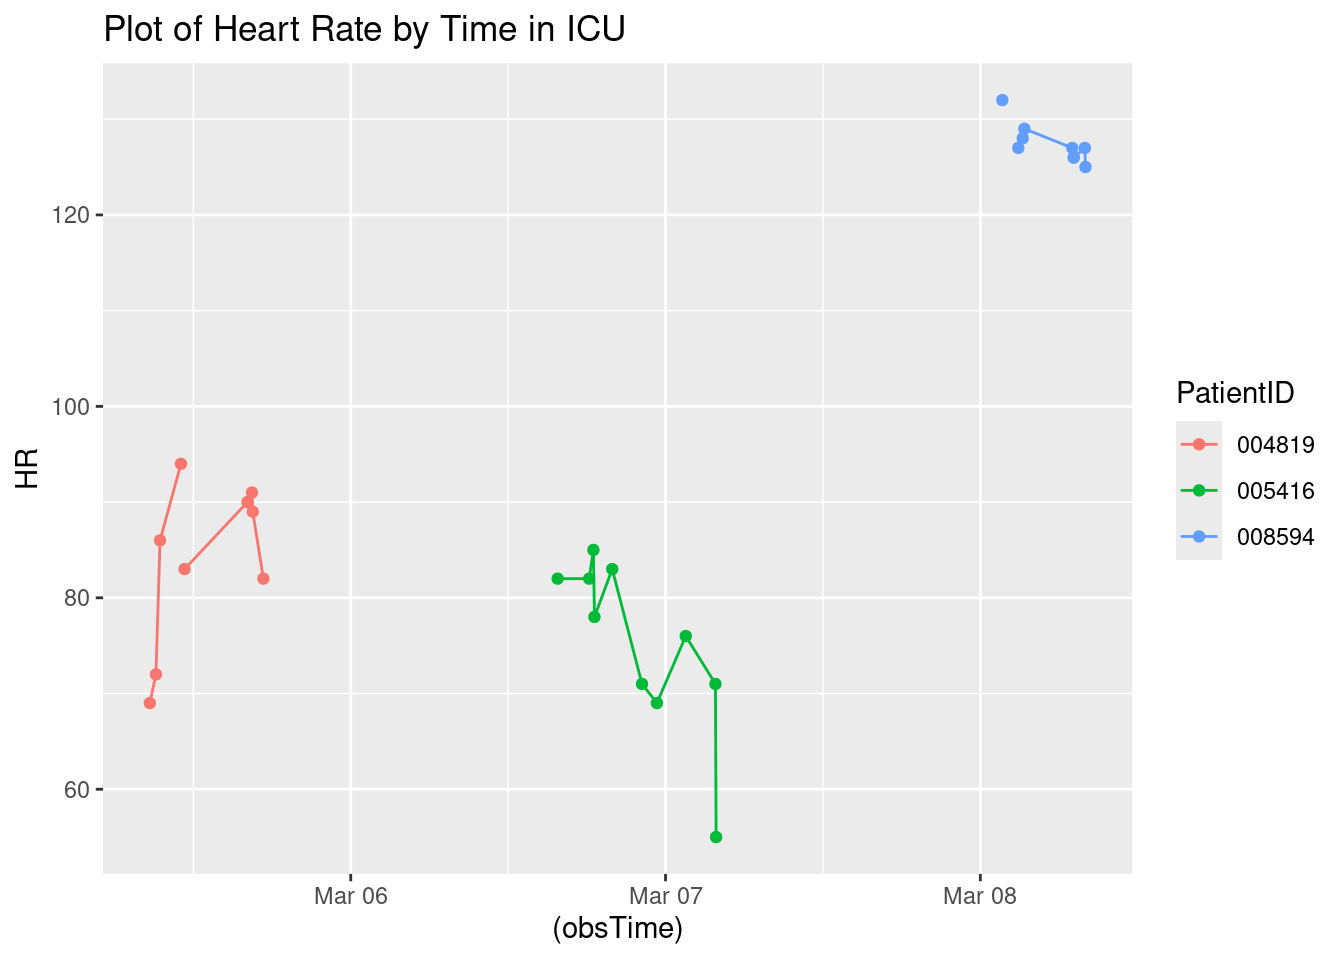 Plot of Heart Rate by Time in ICU
HR
120
100
80
60
Mar 06
Mar 07
Mar 08
(obsTime)
PatientID
004819
005416
008594